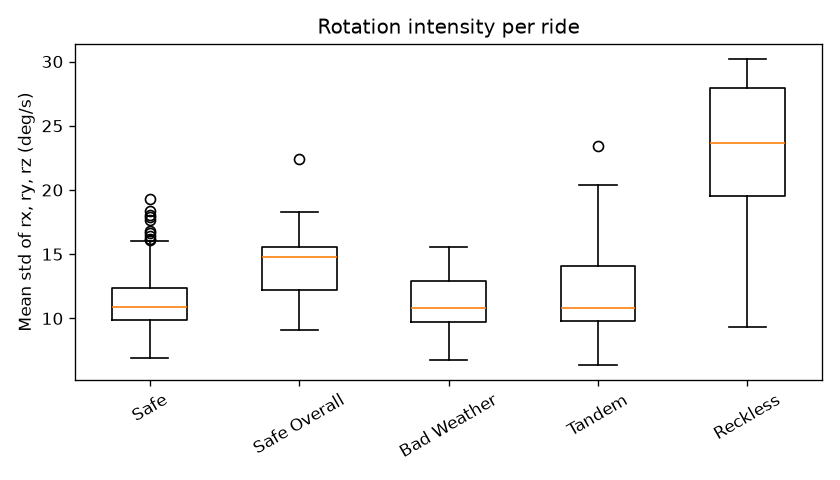 Rotation intensity per ride
Mean std of rx, ry, rz (deg/s)
30
25
20
15
10
Safe
Safe Overall
Bad Weather
Tandem
Reckless